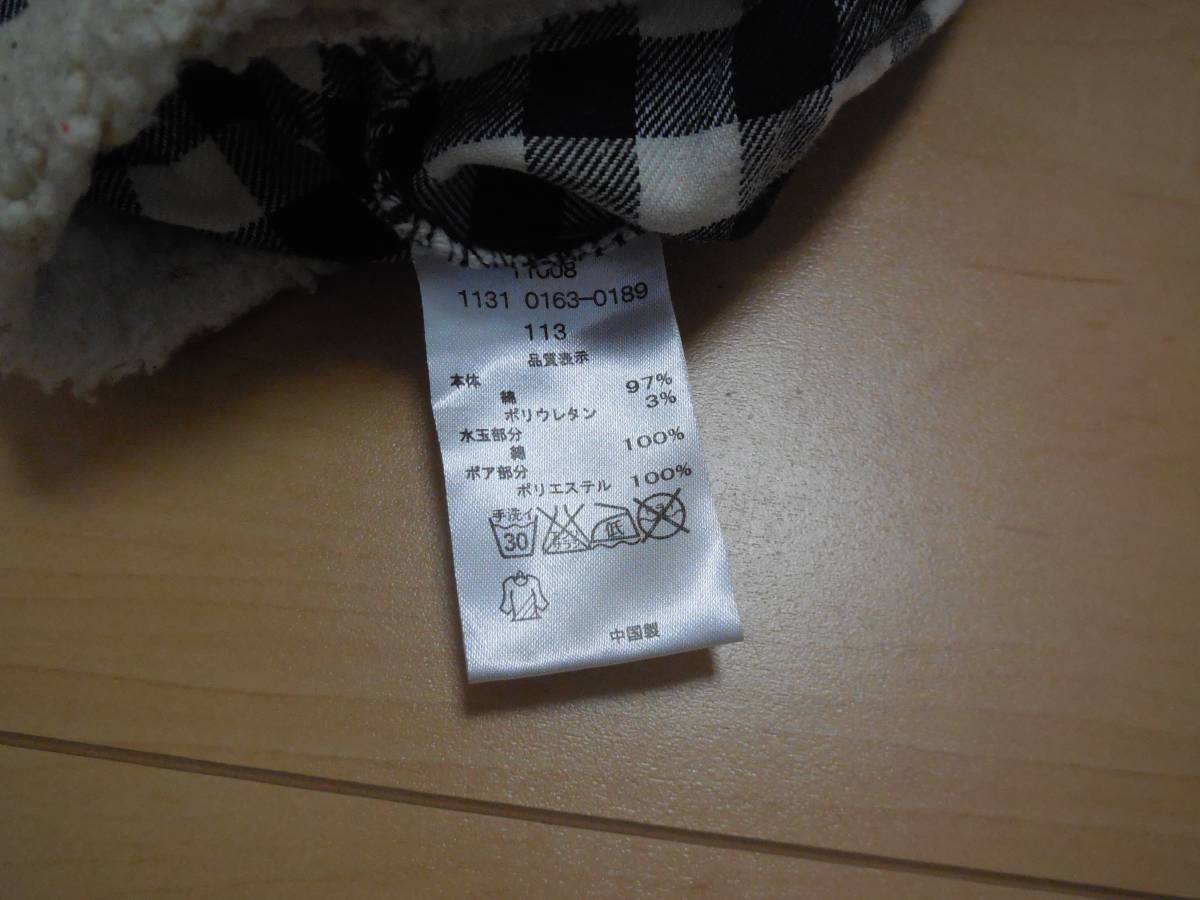 11008
1131 0163-0189
113
品質表示
本体
綿 97%
ポリウレタン 3%
水玉部分
綿 100%
ボア部分
ポリエステル 100%
手洗イ
30 低
中国製